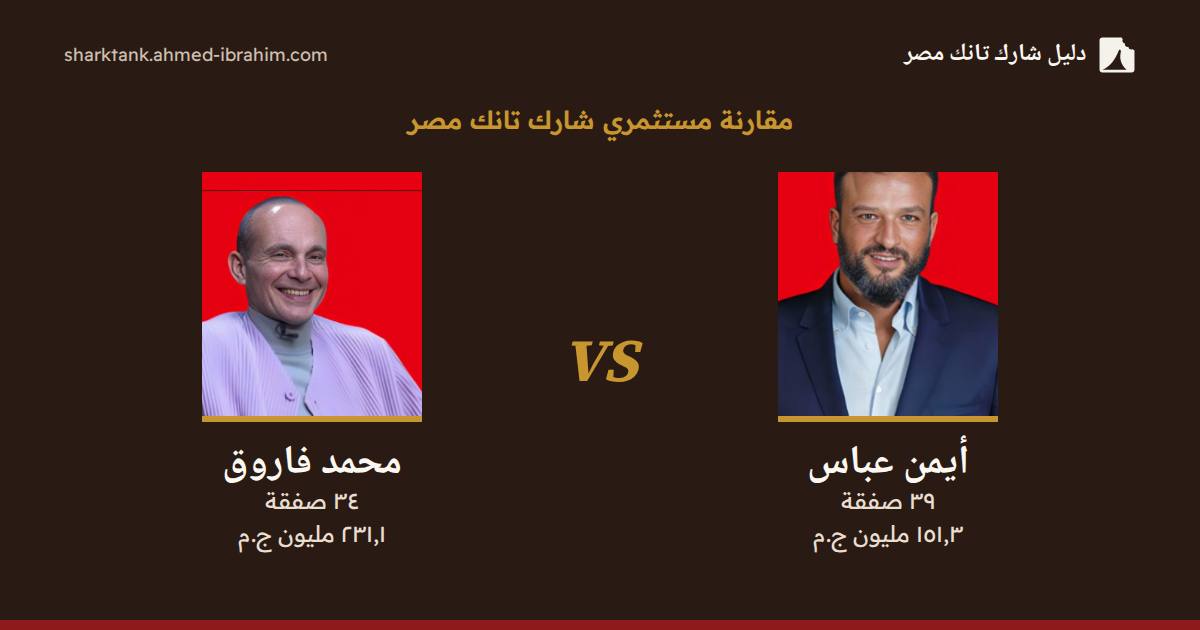 دليل شارك تانك مصر
sharktank.ahmed-ibrahim.com
مقارنة مستثمري شارك تانك مصر
VS
أيمن عباس
٣٩ صفقة
١٥١,٣ مليون ج.م
محمد فاروق
٣٤ صفقة
٢٣١,١ مليون ج.م